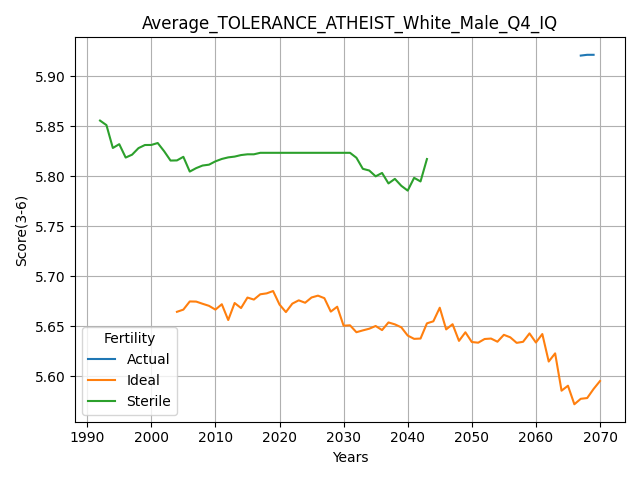 Average_TOLERANCE_ATHEIST_White_Male_Q4_IQ
5.90
5.85
5.80
5.75
5.70
5.65
5.60
Score(3-6)
Fertility
Actual
Ideal
Sterile
1990 2000 2010 2020 2030 2040 2050 2060 2070
Years